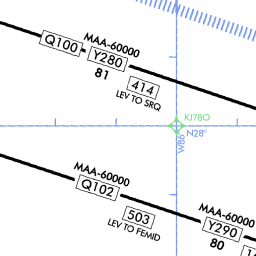 MAA-60000
Q100
Y280
81
414
LEV TO SRQ
KJ78O
N28°
W86
MAA-60000
Q102
503
LEV TO FEMID
MAA-60000
Y290
80